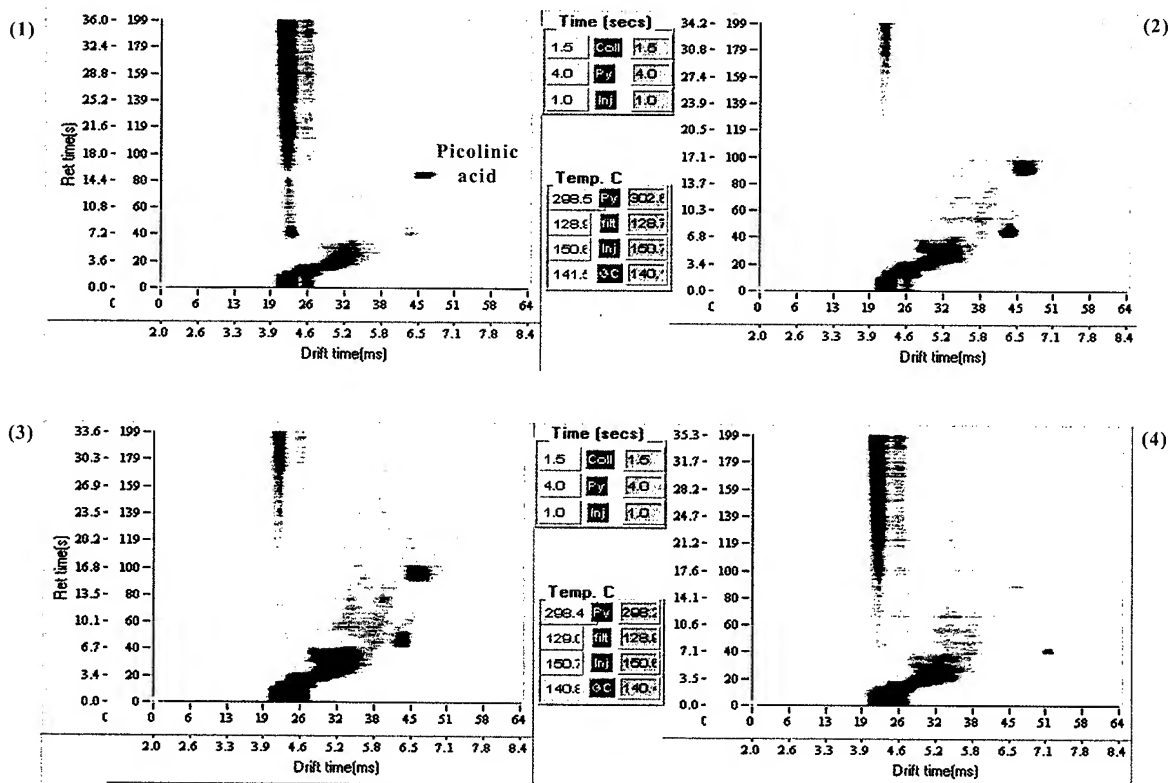 (1)
36.0 - 199
32.4 - 179
28.8 - 159
25.2 - 139
21.6 - 119
18.0 - 100
14.4 - 80
10.8 - 60
7.2 - 40
3.6 - 20
0.0 - 0
Ret time(s)
Picolinic
acid
C 0 6 13 19 26 32 38 45 51 58 64
2.0 2.6 3.3 3.9 4.6 5.2 5.8 6.5 7.1 7.8 8.4
Drift time(ms)
Time (secs)
1.5 Coll 1.5
4.0 Py 4.0
1.0 Inj 1.0
Temp. C
298.5 Py
filt
Inj
GC
(2)
34.2 - 199
30.8 - 179
27.4 - 159
23.9 - 139
20.5 - 119
17.1 - 100
13.7 - 80
10.3 - 60
6.8 - 40
3.4 - 20
0.0 - 0
C 0 6 13 19 26 32 38 45 51 58 64
2.0 2.6 3.3 3.9 4.6 5.2 5.8 6.5 7.1 7.8 8.4
Drift time(ms)
(3)
33.6 - 199
30.3 - 179
26.9 - 159
23.5 - 139
20.2 - 119
16.8 - 100
13.5 - 80
10.1 - 60
6.7 - 40
3.4 - 20
0.0 - 0
Ret time(s)
C 0 6 13 19 26 32 38 45 51 58 64
2.0 2.6 3.3 3.9 4.6 5.2 5.8 6.5 7.1 7.8 8.4
Drift time(ms)
Time (secs)
1.5 Coll 1.5
4.0 Py 4.0
1.0 Inj 1.0
Temp. C
298.4 Py
filt
Inj
GC
(4)
35.3 - 199
31.7 - 179
28.2 - 159
24.7 - 139
21.2 - 119
17.6 - 100
14.1 - 80
10.6 - 60
7.1 - 40
3.5 - 20
0.0 - 0
C 0 6 13 19 26 32 38 45 51 58 64
2.0 2.6 3.3 3.9 4.6 5.2 5.8 6.5 7.1 7.8 8.4
Drift time(ms)